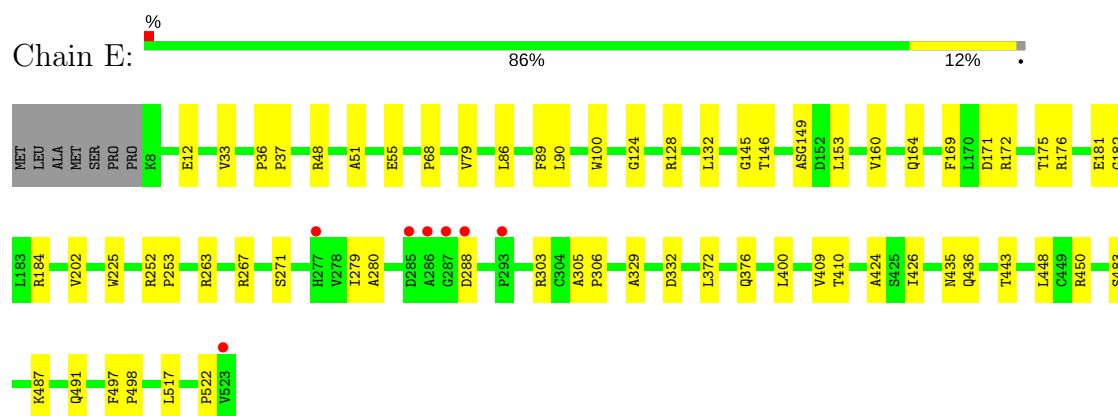 %
Chain E:
86% 12% •
MET LEU ALA MET SER PRO PRO K8 E12 V33 P36 P37 R48 A51 E55 P68 V79 L86 F89 L90 W100 G124 R128 L132 G145 T146 ASG149 D152 L153 V160 Q164 F169 L170 D171 R172 T175 R176 E181
L183 R184 V202 W225 R252 P253 R263 R267 S271 H277 V278 I279 A280 D285 A286 G287 D288 P293 R303 C304 A305 P306 A329 D332 L372 Q376 L400 V409 T410 A424 S425 I426 N435 Q436 T443 L448 C449 R450
K487 Q491 F497 P498 L517 P522 V523